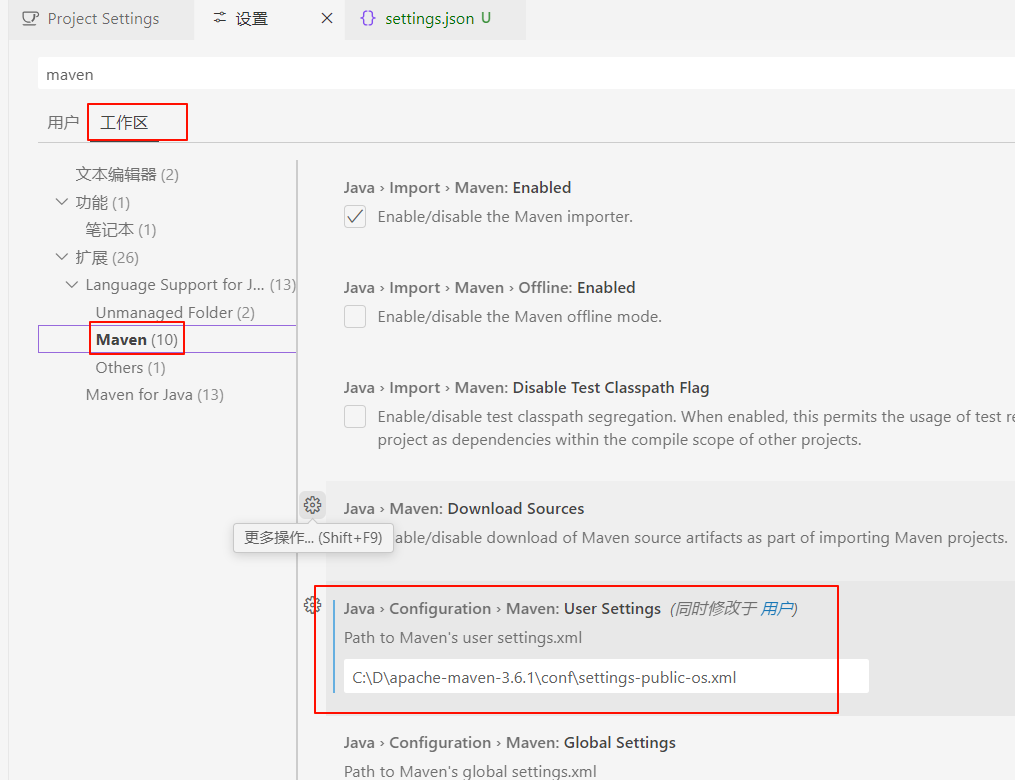 Project Settings
设置
{} settings.json U
maven
用户
工作区
文本编辑器 (2)
功能 (1)
笔记本 (1)
扩展 (26)
Language Support for J... (13)
Unmanaged Folder (2)
Maven (10)
Others (1)
Maven for Java (13)
Java › Import › Maven: Enabled
Enable/disable the Maven importer.
Java › Import › Maven › Offline: Enabled
Enable/disable the Maven offline mode.
Java › Import › Maven: Disable Test Classpath Flag
Enable/disable test classpath segregation. When enabled, this permits the usage of test re
project as dependencies within the compile scope of other projects.
Java › Maven: Download Sources
更多操作... (Shift+F9)
able/disable download of Maven source artifacts as part of importing Maven projects.
Java › Configuration › Maven: User Settings (同时修改于 用户)
Path to Maven's user settings.xml
C:\D\apache-maven-3.6.1\conf\settings-public-os.xml
Java › Configuration › Maven: Global Settings
Path to Maven's global settings.xml